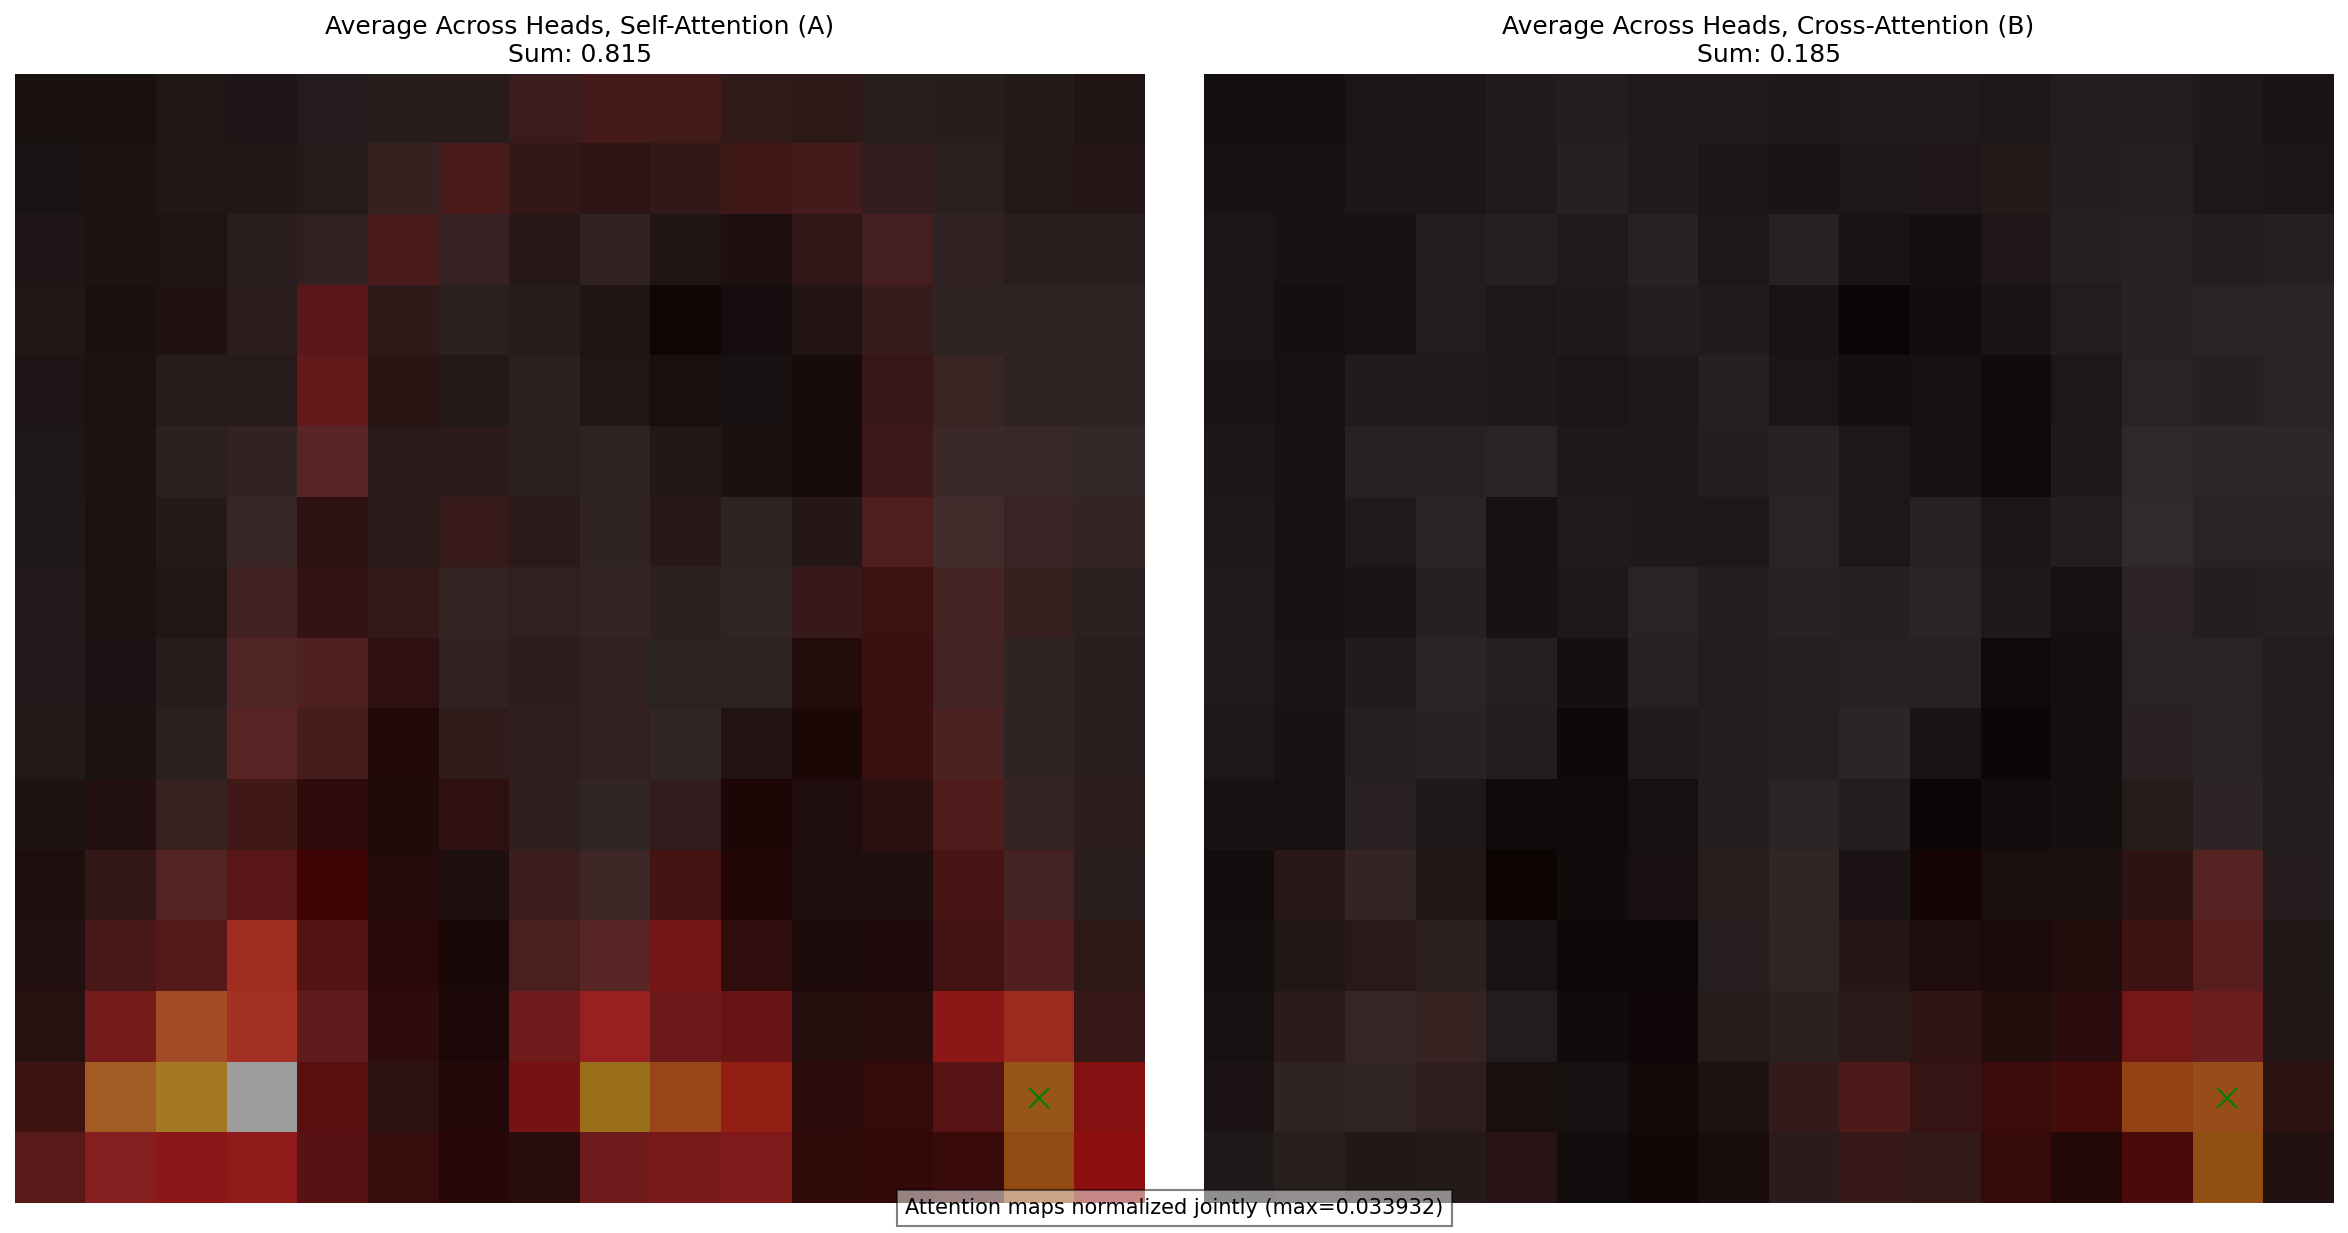 Average Across Heads, Self-Attention (A)
Sum: 0.815
Average Across Heads, Cross-Attention (B)
Sum: 0.185
Attention maps normalized jointly (max=0.033932)